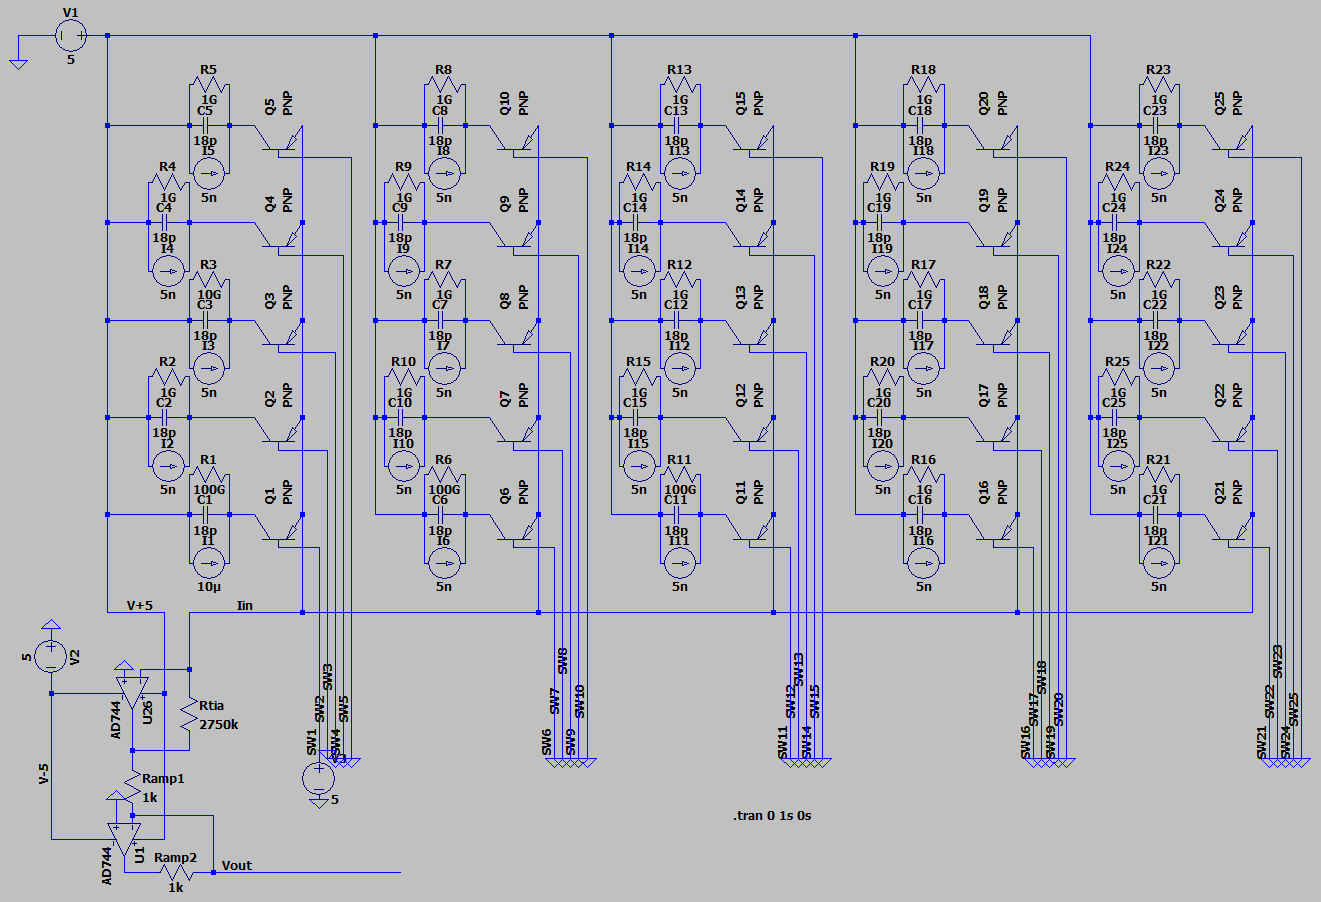 V1
5
R5
1G
C5
18p
I5
5n
Q5
PNP
R8
1G
C8
18p
I8
5n
Q10
PNP
R13
1G
C13
18p
I13
5n
Q15
PNP
R18
1G
C18
18p
I18
5n
Q20
PNP
R23
1G
C23
18p
I23
5n
Q25
PNP
R4
1G
C4
18p
I4
5n
Q4
PNP
R9
1G
C9
18p
I9
5n
Q9
PNP
R14
1G
C14
18p
I14
5n
Q14
PNP
R19
1G
C19
18p
I19
5n
Q19
PNP
R24
1G
C24
18p
I24
5n
Q24
PNP
R3
10G
C3
18p
I3
5n
Q3
PNP
R7
1G
C7
18p
I7
5n
Q8
PNP
R12
1G
C12
18p
I12
5n
Q13
PNP
R17
1G
C17
18p
I17
5n
Q18
PNP
R22
1G
C22
18p
I22
5n
Q23
PNP
R2
1G
C2
18p
I2
5n
Q2
PNP
R10
1G
C10
18p
I10
5n
Q7
PNP
R15
1G
C15
18p
I15
5n
Q12
PNP
R20
1G
C20
18p
I20
5n
Q17
PNP
R25
1G
C25
18p
I25
5n
Q22
PNP
R1
100G
C1
18p
I1
10µ
Q1
PNP
R6
100G
C6
18p
I6
5n
Q6
PNP
R11
100G
C11
18p
I11
5n
Q11
PNP
R16
1G
C16
18p
I16
5n
Q16
PNP
R21
1G
C21
18p
I21
5n
Q21
PNP
V+5
Iin
5
V2
AD744
U26
Rtia
2750k
SW1
SW2
SW3
SW4
SW5
V3
5
SW6
SW7
SW8
SW9
SW10
SW11
SW12
SW13
SW14
SW15
SW16
SW17
SW18
SW19
SW20
SW21
SW22
SW23
SW24
SW25
V-5
Ramp1
1k
AD744
U1
Ramp2
1k
Vout
.tran 0 1s 0s